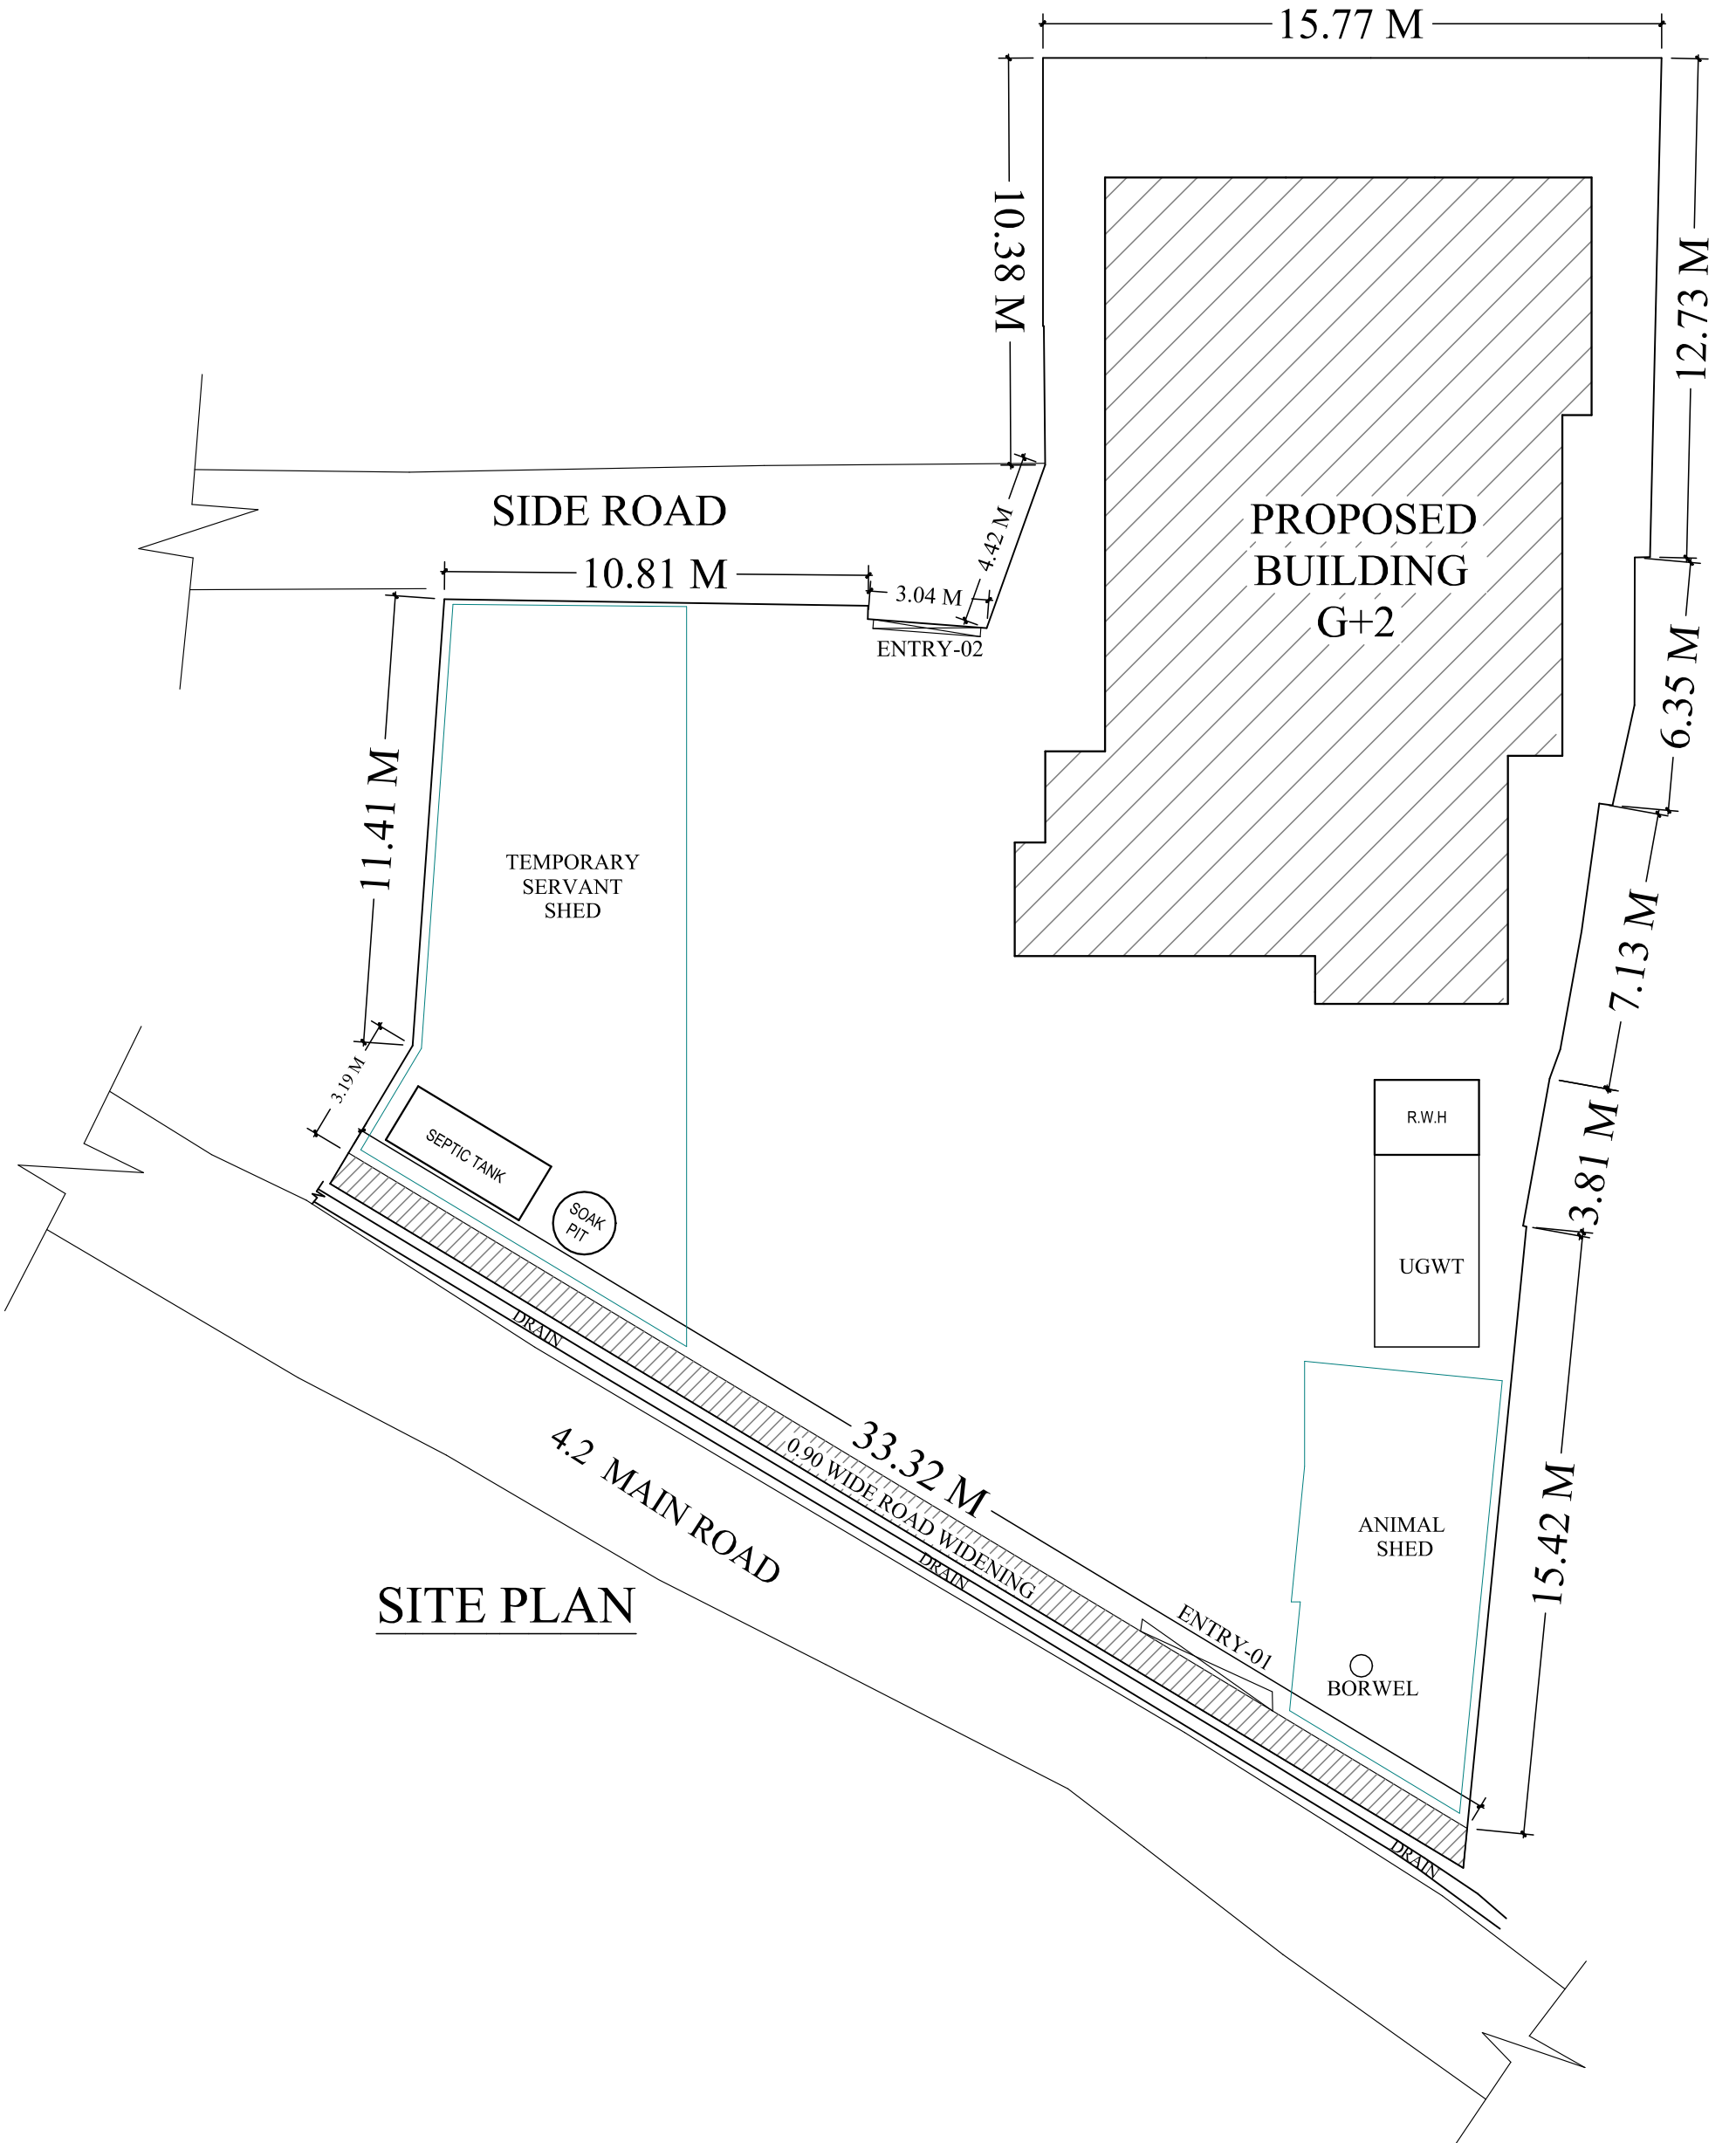 15.77 M
10.38 M
12.73 M
SIDE ROAD
4.42 M
10.81 M
3.04 M
ENTRY-02
PROPOSED
BUILDING
G+2
6.35 M
11.41 M
TEMPORARY
SERVANT
SHED
7.13 M
3.19 M
SEPTIC TANK
SOAK
PIT
R.W.H
3.81 M
UGWT
DRAIN
33.32 M
0.90 WIDE ROAD WIDENING
4.2 MAIN ROAD
DRAIN
ANIMAL
SHED
15.42 M
SITE PLAN
ENTRY-01
BORWEL
DRAIN